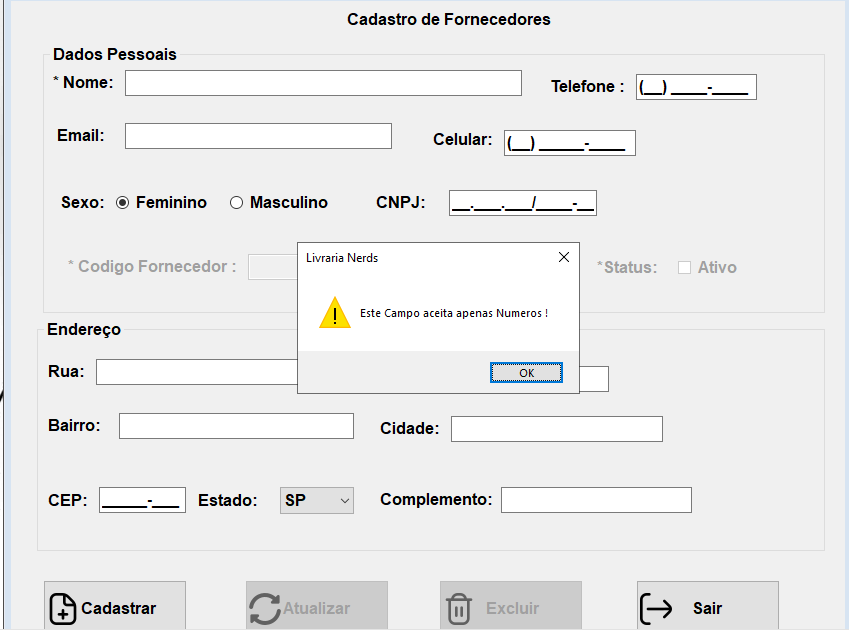 Cadastro de Fornecedores
Dados Pessoais
* Nome:
Telefone : (__) ____-____
Email:
Celular: (__) _____-____
Sexo: Feminino Masculino CNPJ: __.___.___/____-__
* Codigo Fornecedor :
*Status: Ativo
Livraria Nerds
Este Campo aceita apenas Numeros !
OK
Endereço
Rua:
Bairro:
Cidade:
CEP: _____-___ Estado: SP Complemento:
Cadastrar Atualizar Excluir Sair